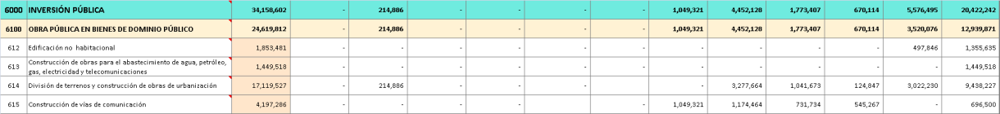 6000 INVERSIÓN PÚBLICA 34,158,602 - 214,886 - - - - 1,049,321 4,452,128 1,773,407 670,114 5,576,495 20,422,242
6100 OBRA PÚBLICA EN BIENES DE DOMINIO PÚBLICO 24,619,812 - 214,886 - - - - 1,049,321 4,452,128 1,773,407 670,114 3,520,076 12,939,871
612 Edificación no habitacional 1,853,481 - - - - - - - - - - 497,846 1,355,635
613 Construcción de obras para el abastecimiento de agua, petróleo,
gas, electricidad y telecomunicaciones 1,449,518 - - - - - - - - - - - 1,449,518
614 División de terrenos y construcción de obras de urbanización 17,119,527 - 214,886 - - - - - 3,277,664 1,041,673 124,847 3,022,230 9,438,227
615 Construcción de vías de comunicación 4,197,286 - - - - - - 1,049,321 1,174,464 731,734 545,267 - 696,500